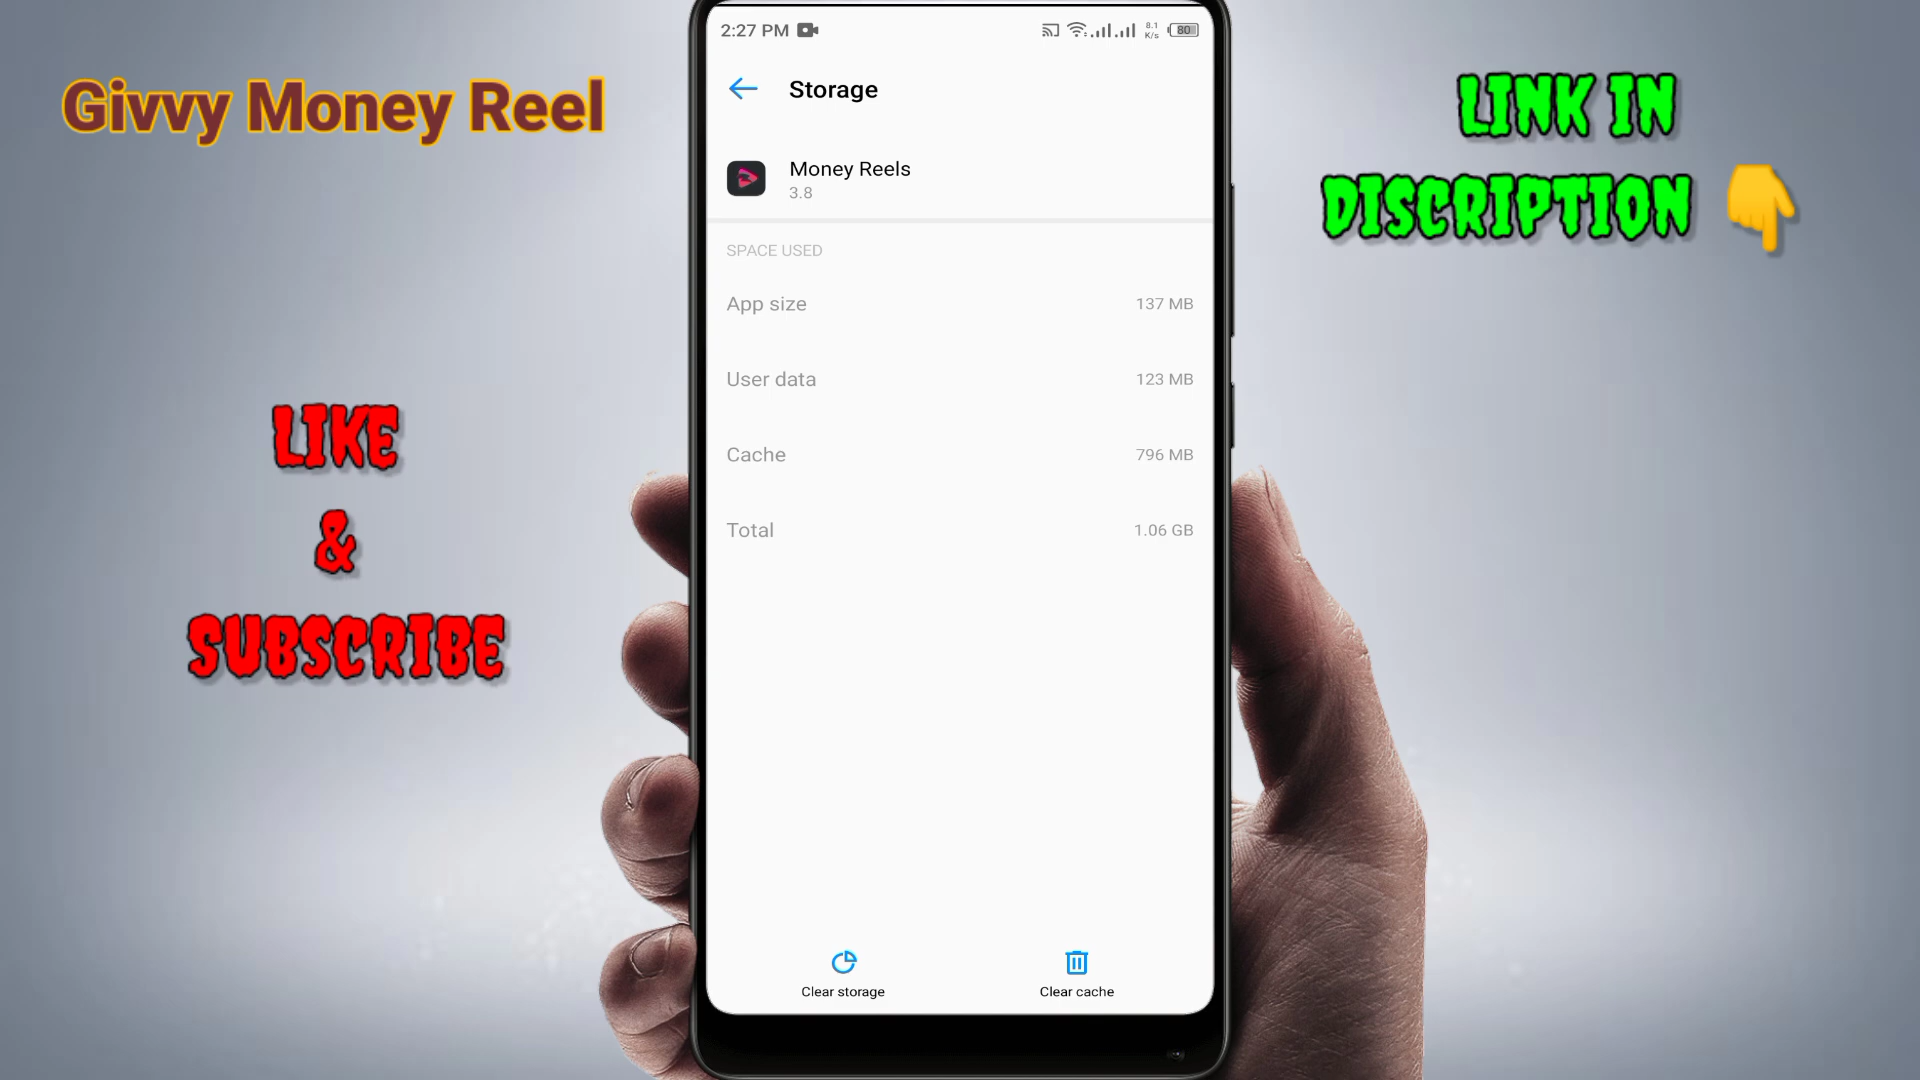 2:27 PM
8.1
K/s
80
Storage
Money Reels
3.8
SPACE USED
App size
137 MB
User data
123 MB
Cache
796 MB
Total
1.06 GB
Clear storage
Clear cache
Givvy Money Reel
LIKE
&
SUBSCRIBE
LINK IN
DISCRIPTION 👇